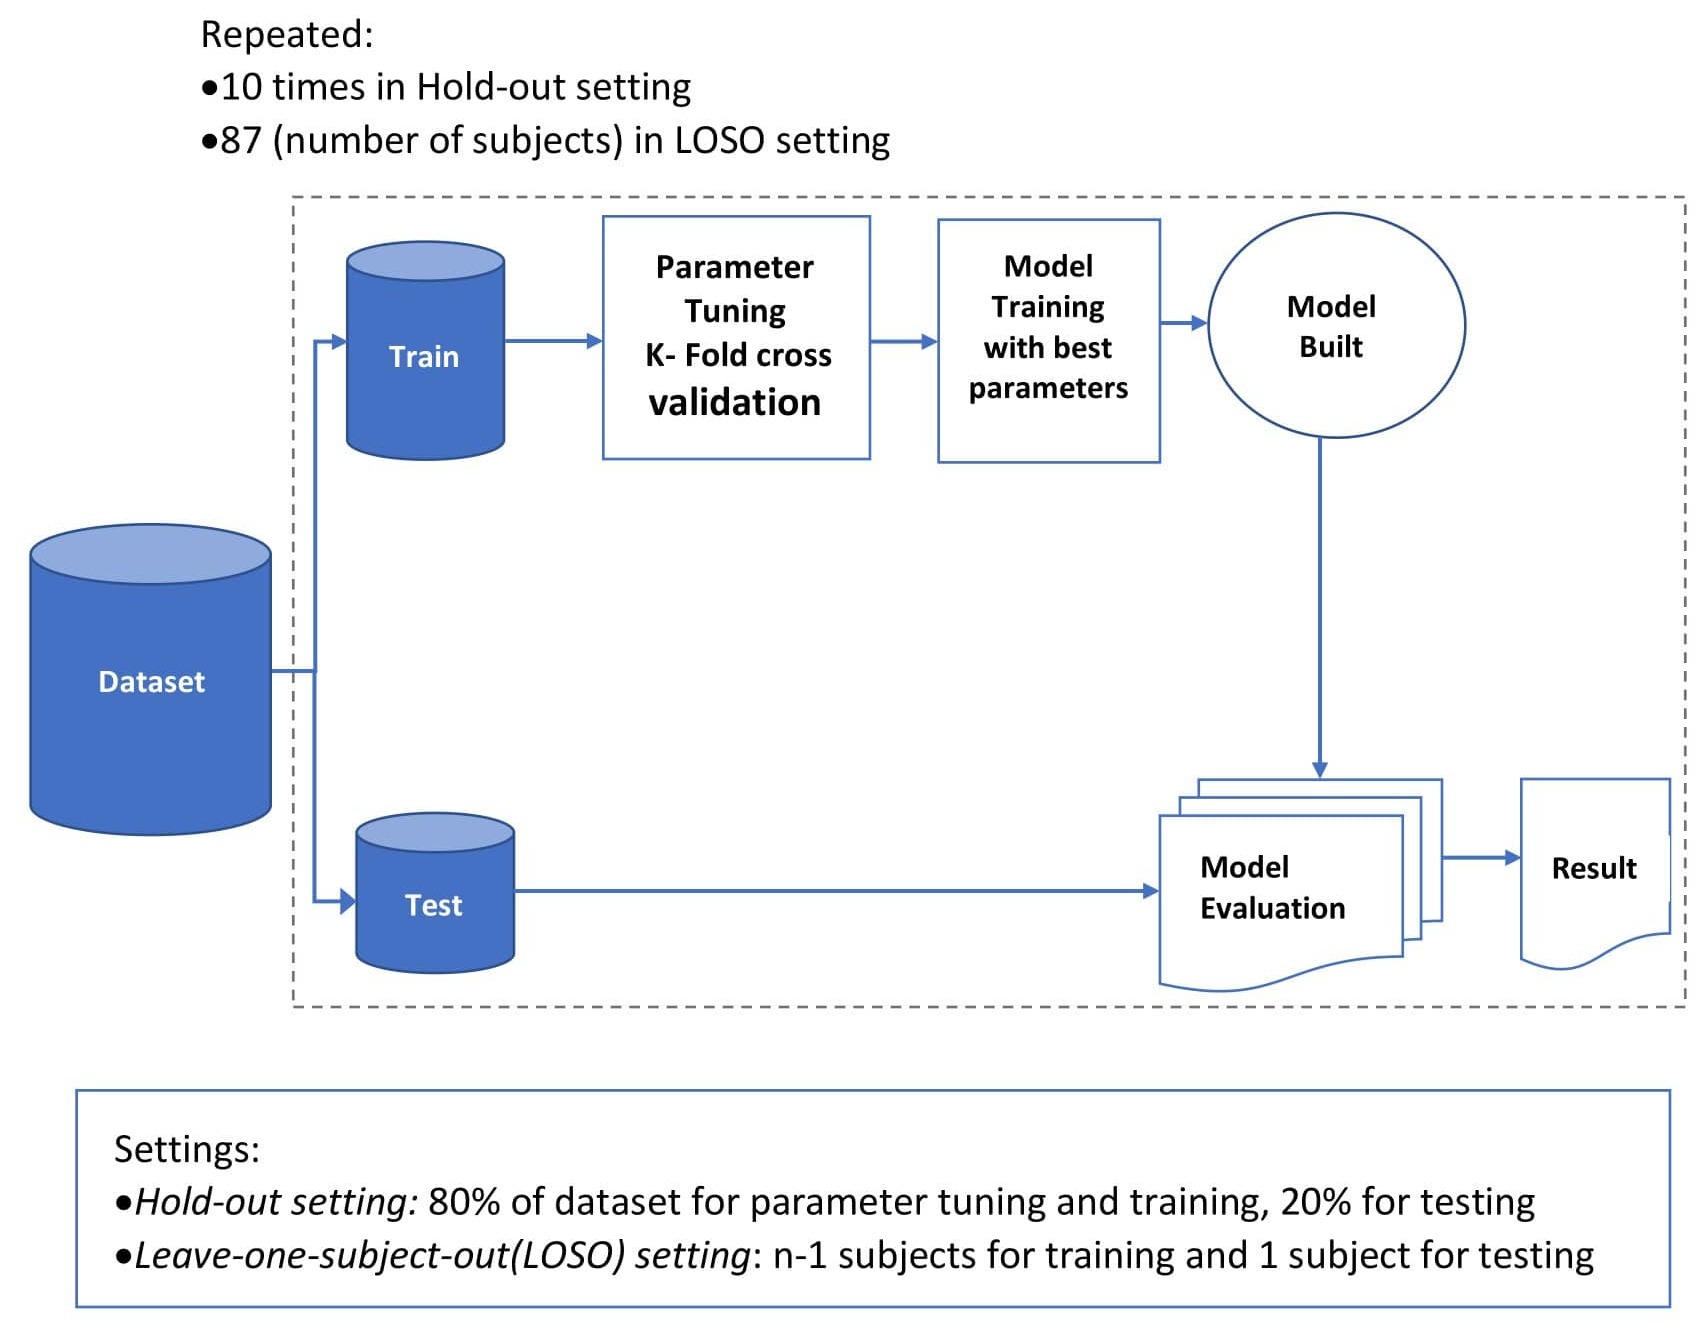 Repeated:
•10 times in Hold-out setting
•87 (number of subjects) in LOSO setting
Train
Parameter
Tuning
K- Fold cross
validation
Model
Training
with best
parameters
Model
Built
Dataset
Test
Model
Evaluation
Result
Settings:
•Hold-out setting: 80% of dataset for parameter tuning and training, 20% for testing
•Leave-one-subject-out(LOSO) setting: n-1 subjects for training and 1 subject for testing